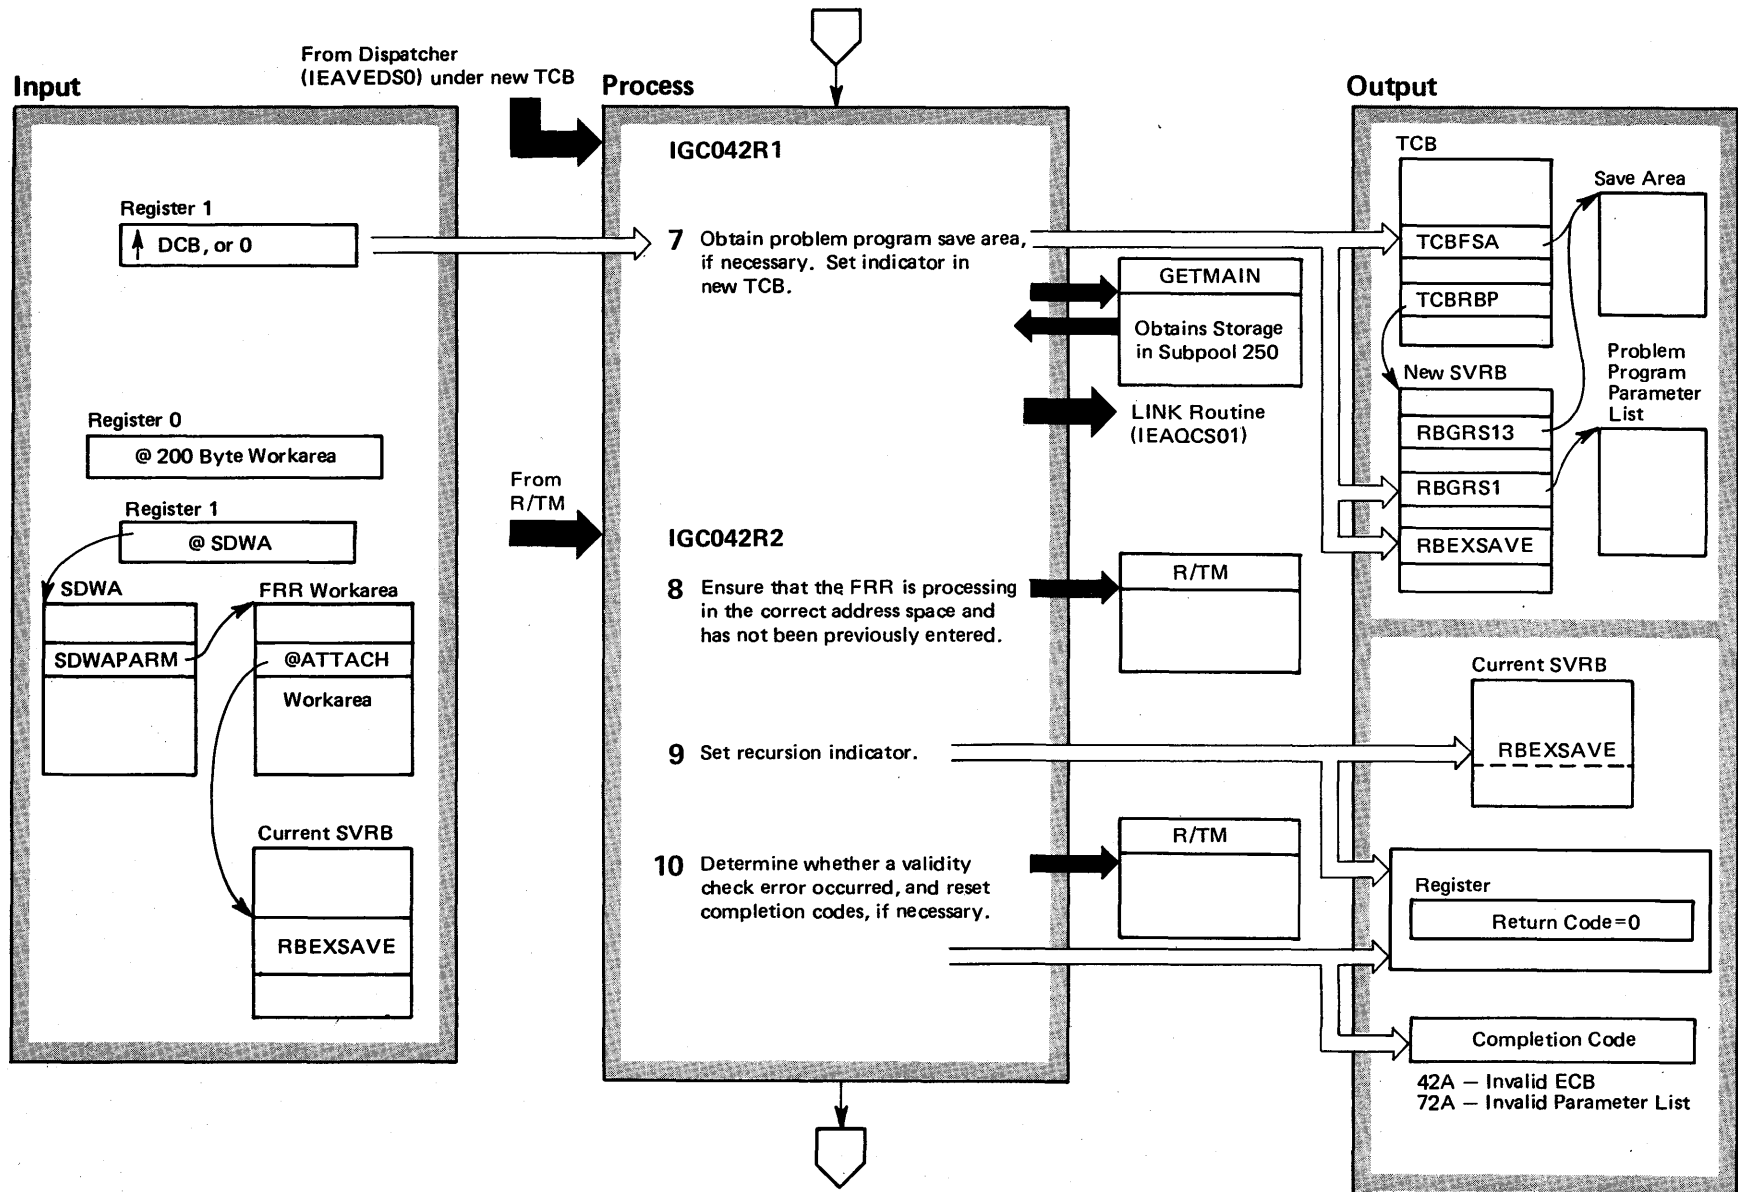 From Dispatcher
(IEAVEDS0) under new TCB
Input
Process
Output
IGC042R1
TCB
Save Area
Register 1
DCB, or 0
7 Obtain problem program save area,
if necessary. Set indicator in
new TCB.
TCBFSA
TCBRBP
GETMAIN
Obtains Storage
in Subpool 250
LINK Routine
(IEAQCS01)
New SVRB
RBGRS13
RBGRS1
RBEXSAVE
Problem
Program
Parameter
List
Register 0
@ 200 Byte Workarea
Register 1
@ SDWA
From
R/TM
IGC042R2
SDWA
SDWAPARM
FRR Workarea
@ATTACH
Workarea
8 Ensure that the FRR is processing
in the correct address space and
has not been previously entered.
R/TM
Current SVRB
RBEXSAVE
9 Set recursion indicator.
Current SVRB
RBEXSAVE
10 Determine whether a validity
check error occurred, and reset
completion codes, if necessary.
R/TM
Register
Return Code=0
Completion Code
42A — Invalid ECB
72A — Invalid Parameter List